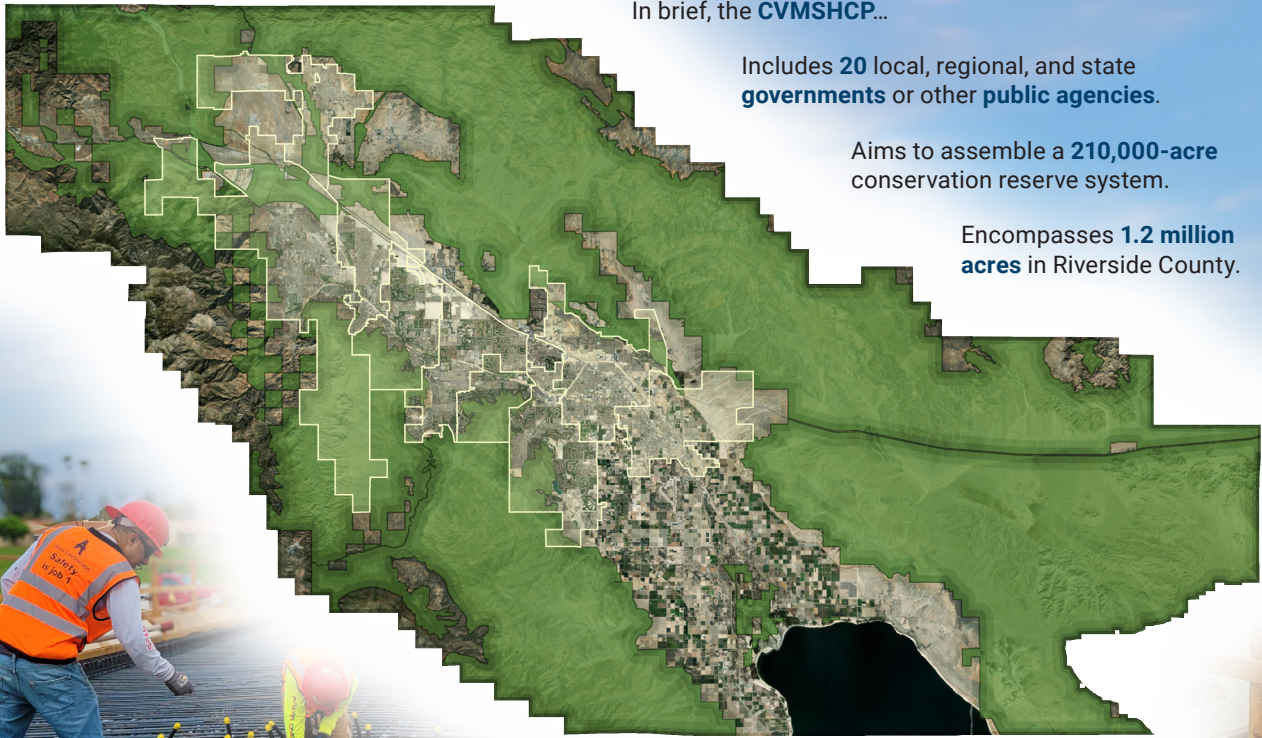 In brief, the CVMSHCP...
Includes 20 local, regional, and state
governments or other public agencies.
Aims to assemble a 210,000-acre
conservation reserve system.
Encompasses 1.2 million
acres in Riverside County.
Safety
is job 1